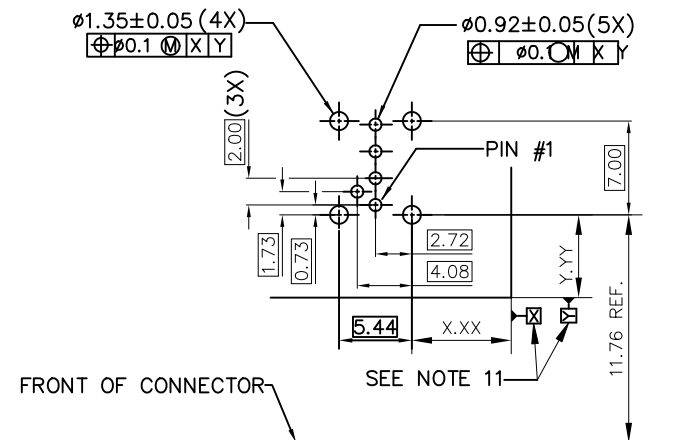 ø1.35±0.05 (4X)
⌖ ø0.1 Ⓜ X Y
ø0.92±0.05 (5X)
⌖ ø0.1 Ⓜ X Y
2.00 (3X)
PIN #1
7.00
1.73
0.73
2.72
4.08
Y.YY
5.44
X.XX
X
Y
11.76 REF.
SEE NOTE 11
FRONT OF CONNECTOR